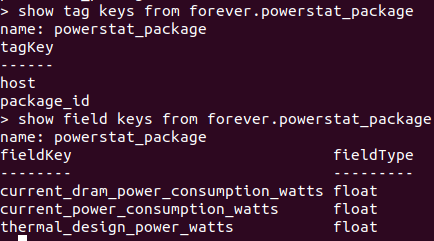 > show tag keys from forever.powerstat_package
name: powerstat_package
tagKey
------
host
package_id
> show field keys from forever.powerstat_package
name: powerstat_package
fieldKey                                fieldType
--------                                ---------
current_dram_power_consumption_watts float
current_power_consumption_watts         float
thermal_design_power_watts              float